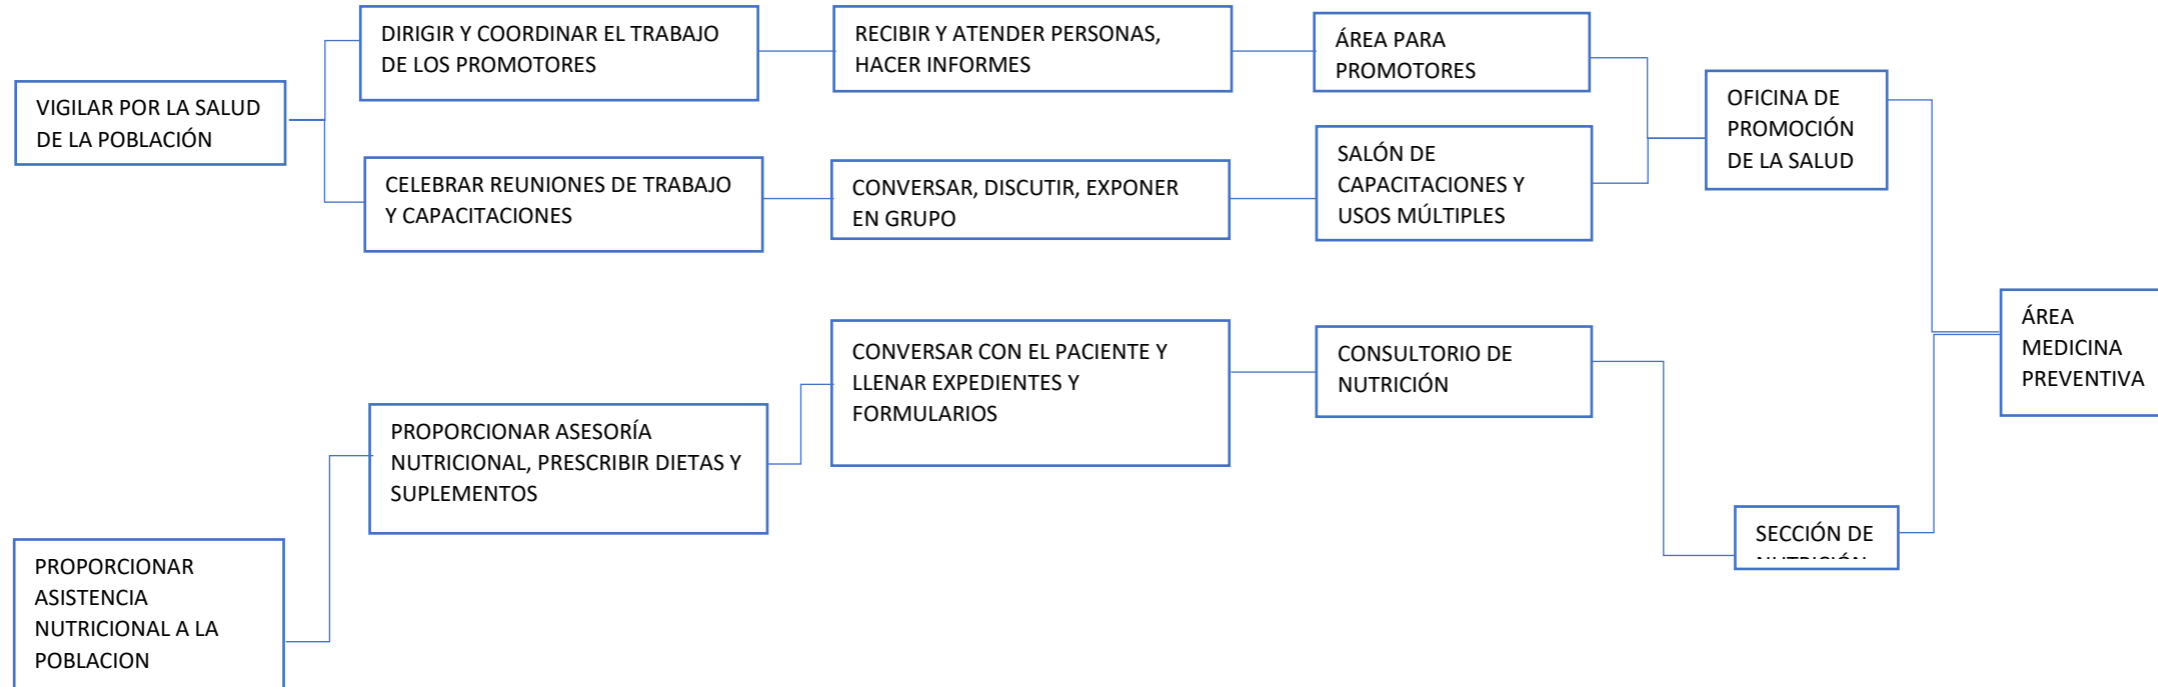 VIGILAR POR LA SALUD
DE LA POBLACIÓN
DIRIGIR Y COORDINAR EL TRABAJO
DE LOS PROMOTORES
RECIBIR Y ATENDER PERSONAS,
HACER INFORMES
ÁREA PARA
PROMOTORES
OFICINA DE
PROMOCIÓN
DE LA SALUD
CELEBRAR REUNIONES DE TRABAJO
Y CAPACITACIONES
CONVERSAR, DISCUTIR, EXPONER
EN GRUPO
SALÓN DE
CAPACITACIONES Y
USOS MÚLTIPLES
ÁREA
MEDICINA
PREVENTIVA
PROPORCIONAR
ASISTENCIA
NUTRICIONAL A LA
POBLACION
PROPORCIONAR ASESORÍA
NUTRICIONAL, PRESCRIBIR DIETAS Y
SUPLEMENTOS
CONVERSAR CON EL PACIENTE Y
LLENAR EXPEDIENTES Y
FORMULARIOS
CONSULTORIO DE
NUTRICIÓN
SECCIÓN DE